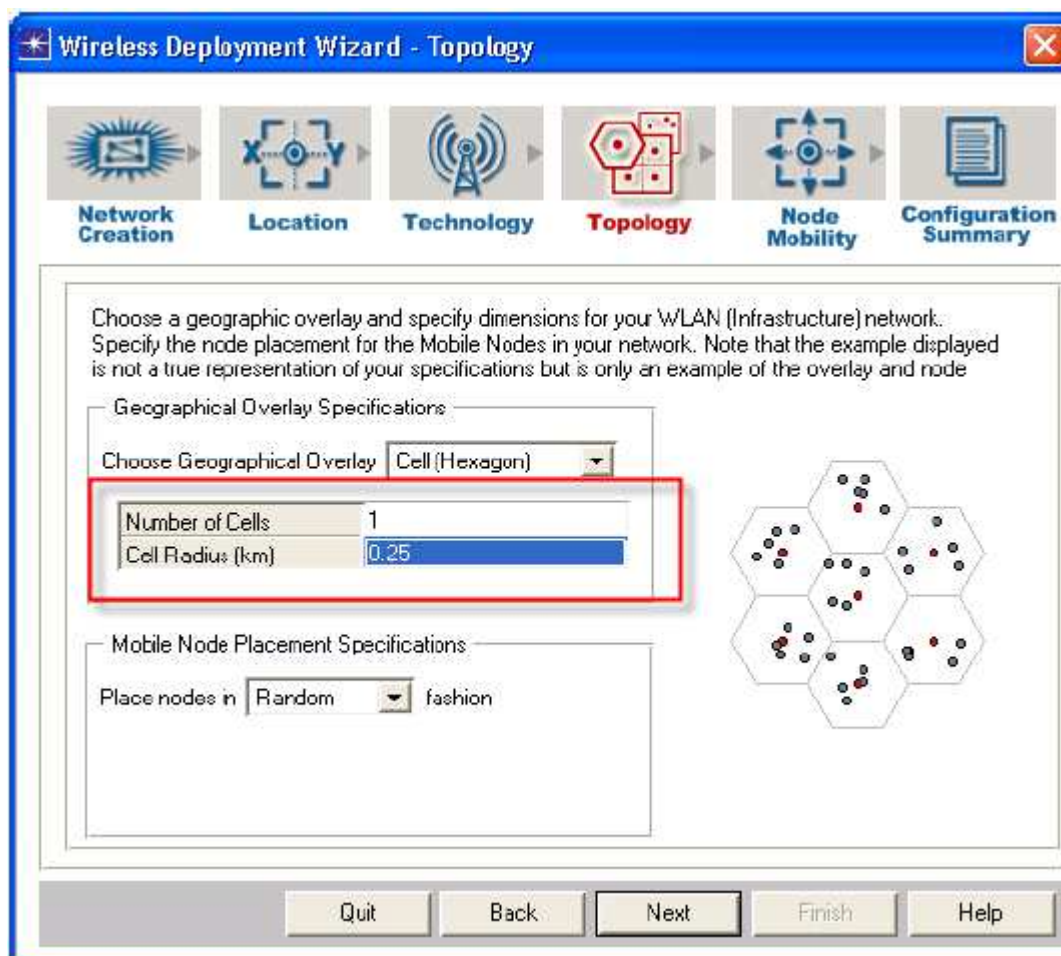 Wireless Deployment Wizard - Topology
Network Creation
Location
Technology
Topology
Node Mobility
Configuration Summary
Choose a geographic overlay and specify dimensions for your WLAN (Infrastructure) network.
Specify the node placement for the Mobile Nodes in your network. Note that the example displayed
is not a true representation of your specifications but is only an example of the overlay and node
Geographical Overlay Specifications
Choose Geographical Overlay Cell (Hexagon)
Number of Cells 1
Cell Radius (km) 0.25
Mobile Node Placement Specifications
Place nodes in Random fashion
Quit Back Next Finish Help